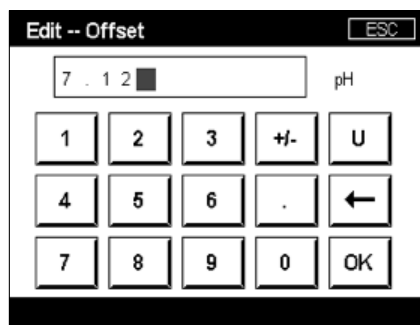 Edit -- Offset ESC
7 . 1 2 pH
1 2 3 +/- U
4 5 6 . ←
7 8 9 0 OK